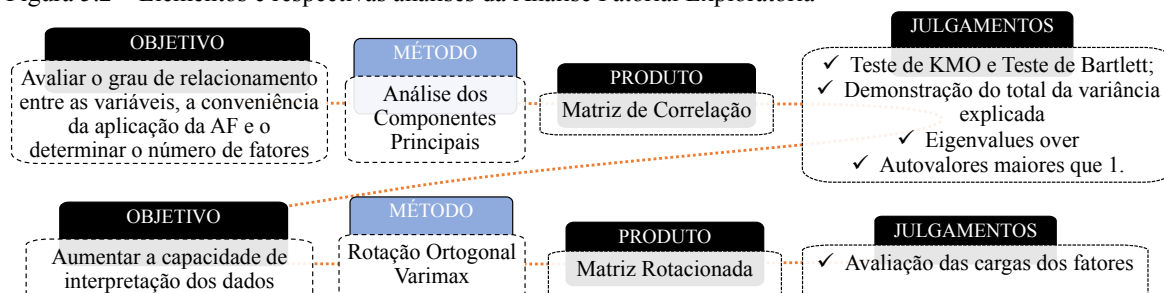 Figura 3.2 – Elementos e respectivas análises da Análise Fatorial Exploratória
OBJETIVO
Avaliar o grau de relacionamento
entre as variáveis, a conveniência
da aplicação da AF e o
determinar o número de fatores
MÉTODO
Análise dos
Componentes
Principais
PRODUTO
Matriz de Correlação
JULGAMENTOS
✓ Teste de KMO e Teste de Bartlett;
✓ Demonstração do total da variância
explicada
✓ Eigenvalues over
✓ Autovalores maiores que 1.
OBJETIVO
Aumentar a capacidade de
interpretação dos dados
MÉTODO
Rotação Ortogonal
Varimax
PRODUTO
Matriz Rotacionada
JULGAMENTOS
✓ Avaliação das cargas dos fatores